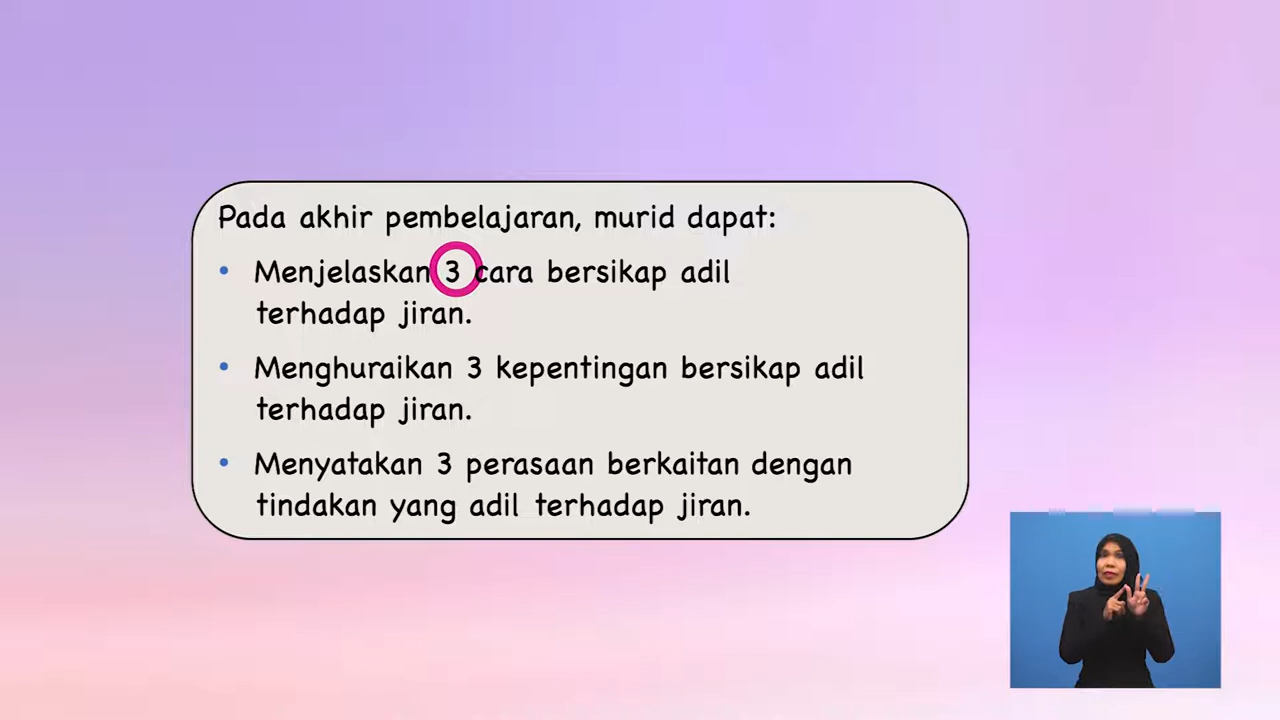 Pada akhir pembelajaran, murid dapat:
• Menjelaskan 3 cara bersikap adil
terhadap jiran.
• Menghuraikan 3 kepentingan bersikap adil
terhadap jiran.
• Menyatakan 3 perasaan berkaitan dengan
tindakan yang adil terhadap jiran.